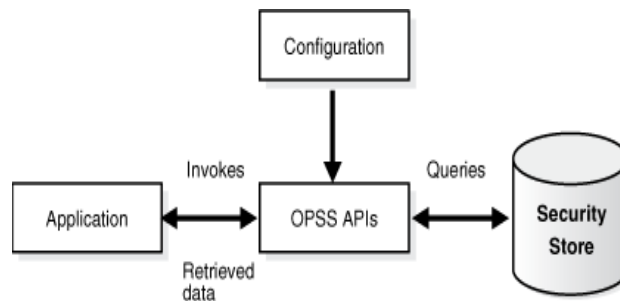 Configuration
Invokes
Queries
Application
OPSS APIs
Security
Store
Retrieved
data